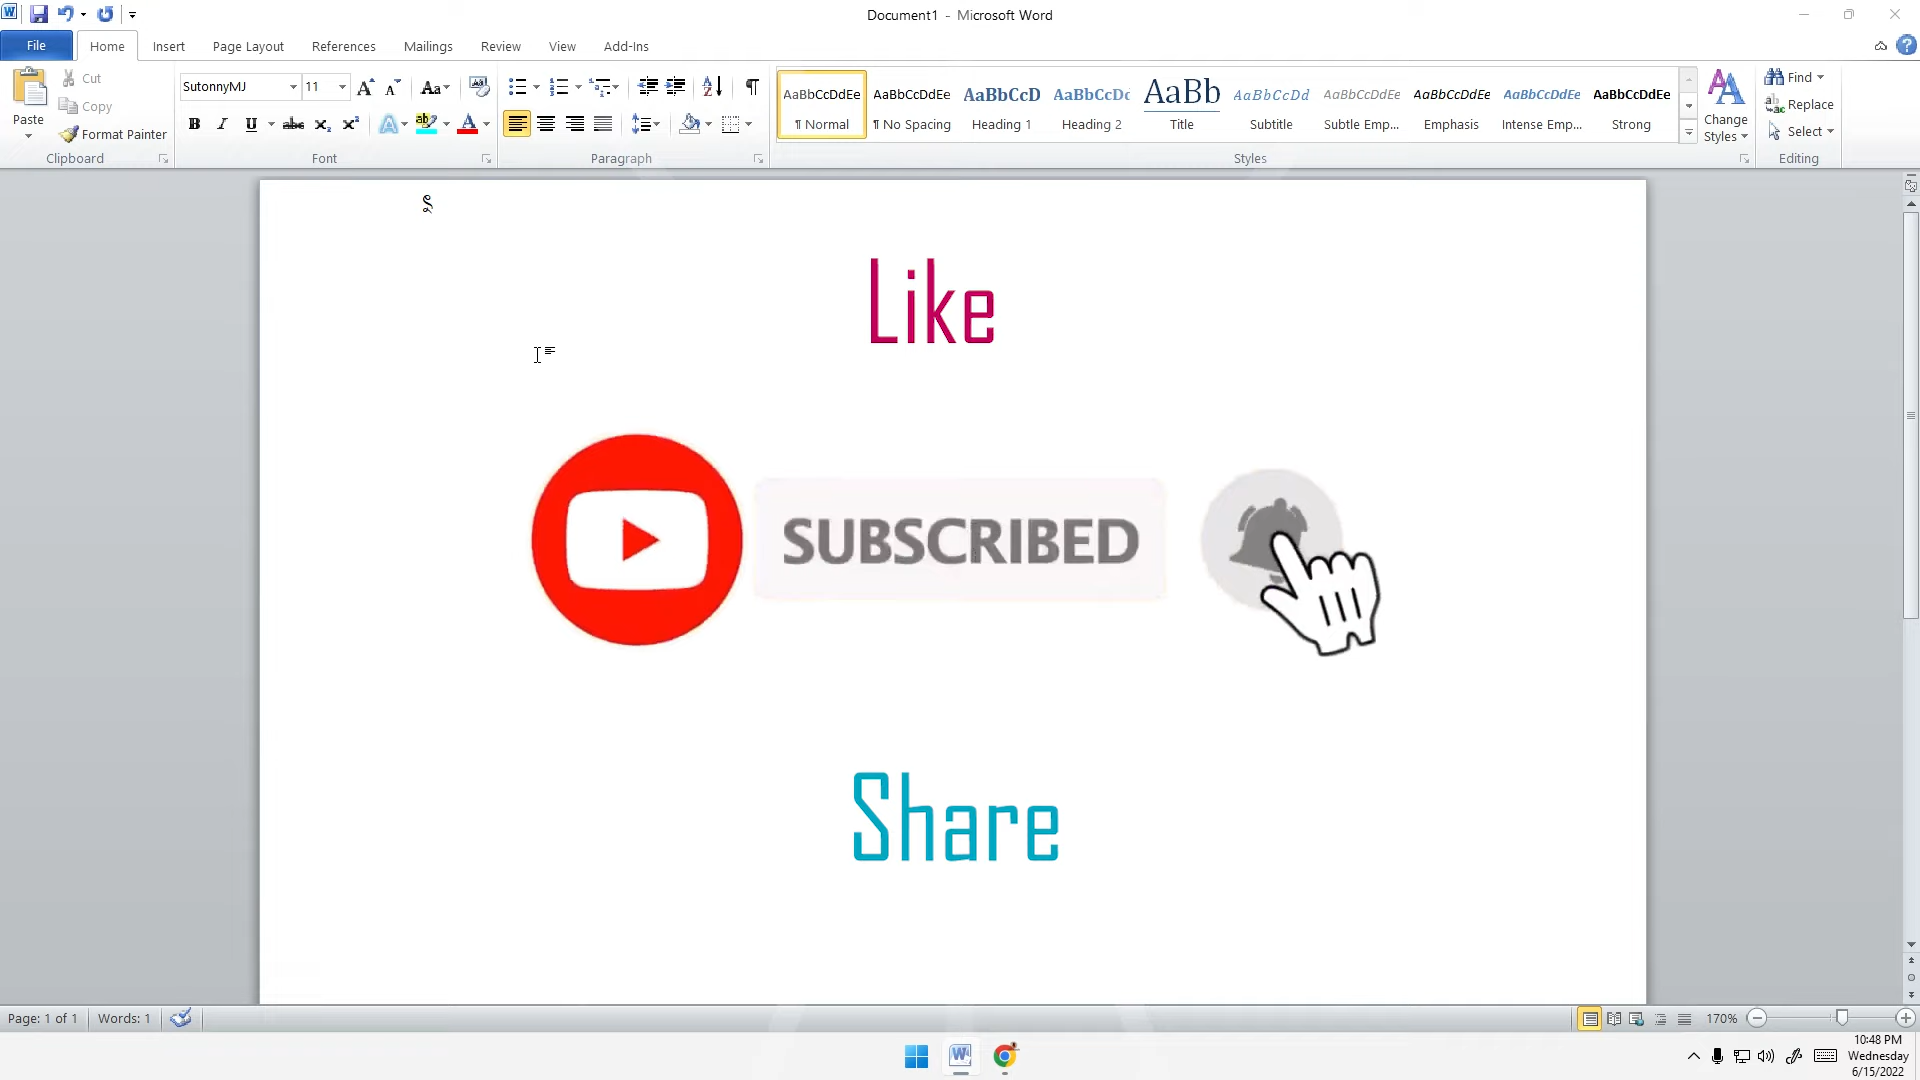 Document1 - Microsoft Word
File Home Insert Page Layout References Mailings Review View Add-Ins
Paste
Cut
Copy
Format Painter
Clipboard
SutonnyMJ 11
Font
Paragraph
AaBbCcDdEe AaBbCcDdEe AaBbCcD AaBbCcDc AaBb AaBbCcDd AaBbCcDdEe AaBbCcDdEe AaBbCcDdEe AaBbCcDdEe
¶ Normal ¶ No Spacing Heading 1 Heading 2 Title Subtitle Subtle Emp... Emphasis Intense Emp... Strong
Styles
Change
Styles
Find
Replace
Select
Editing
Like
SUBSCRIBED
Share
Page: 1 of 1 Words: 1 170%
10:48 PM
Wednesday
6/15/2022